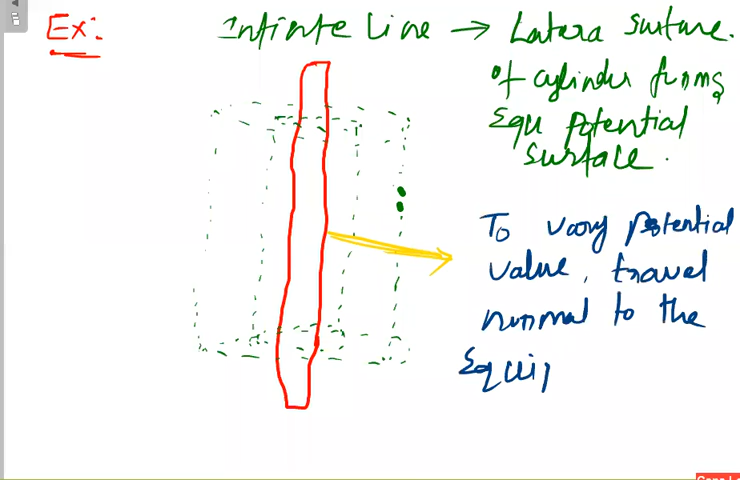 Ex:
Infinite Line → Latera surface.
of cylinder forms
Equ potential
surface.
To vary potential
value, travel
normal to the
Equip